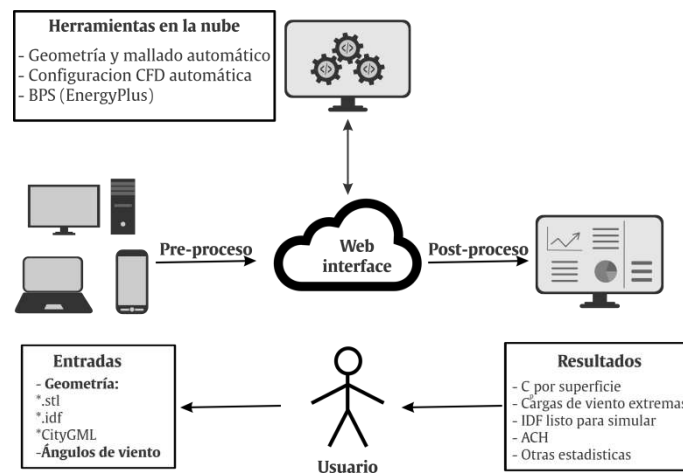 Herramientas en la nube
- Geometría y mallado automático
- Configuracion CFD automática
- BPS (EnergyPlus)
Pre-proceso
Web
interface
Post-proceso
Entradas
- Geometría:
*.stl
*.idf
*CityGML
-Ángulos de viento
Usuario
Resultados
- Cp por superficie
- Cargas de viento extremas
- IDF listo para simular
- ACH
- Otras estadisticas